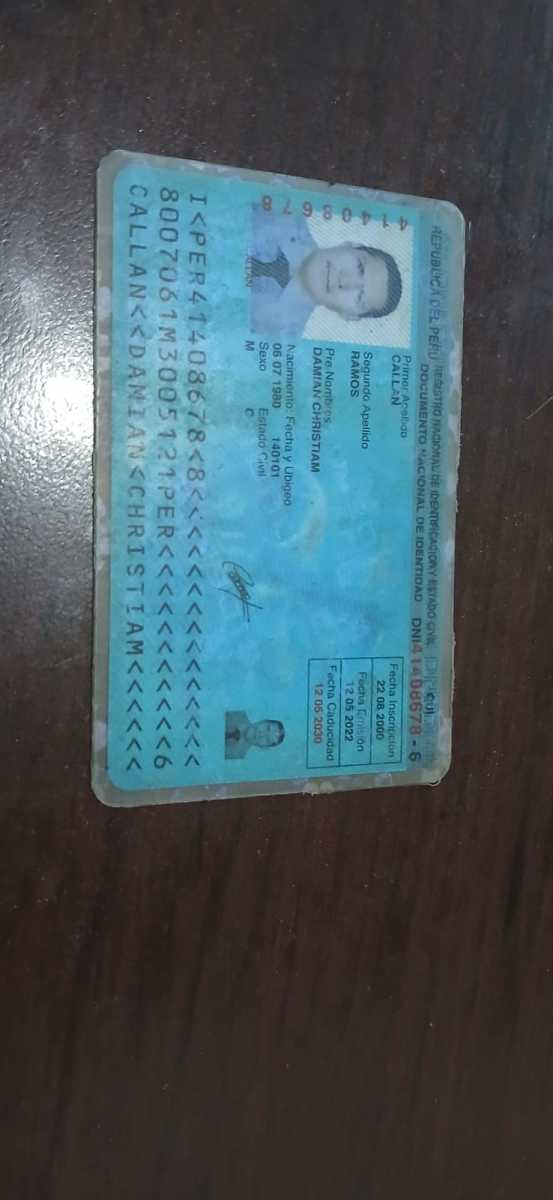 REPUBLICA DEL PERU REGISTRO NACIONAL DE IDENTIFICACION Y ESTADO CIVIL
DOCUMENTO NACIONAL DE IDENTIDAD DNI 41408678 - 6
41408678
Primer Apellido
CALLAN
Segundo Apellido
RAMOS
Pre Nombres
DAMIAN CHRISTIAM
Nacimiento: Fecha y Ubigeo
06 07 1980 140101
Sexo Estado Civil
M C
Fecha Inscripción
22 08 2000
Fecha Emisión
12 05 2022
Fecha Caducidad
12 05 2030
I<PER41408678<8<<<<<<<<<<<<<<<
8007061M3005121PER<<<<<<<<<<<6
CALLAN<<DAMIAN<CHRISTIAM<<<<<<